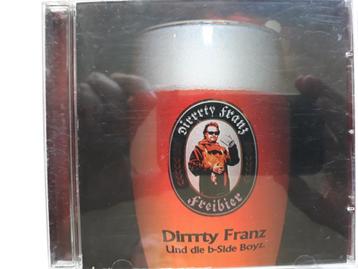 Dirrrty Franz
Freibier
Dirrrty Franz
Und die b-Side Boyz.